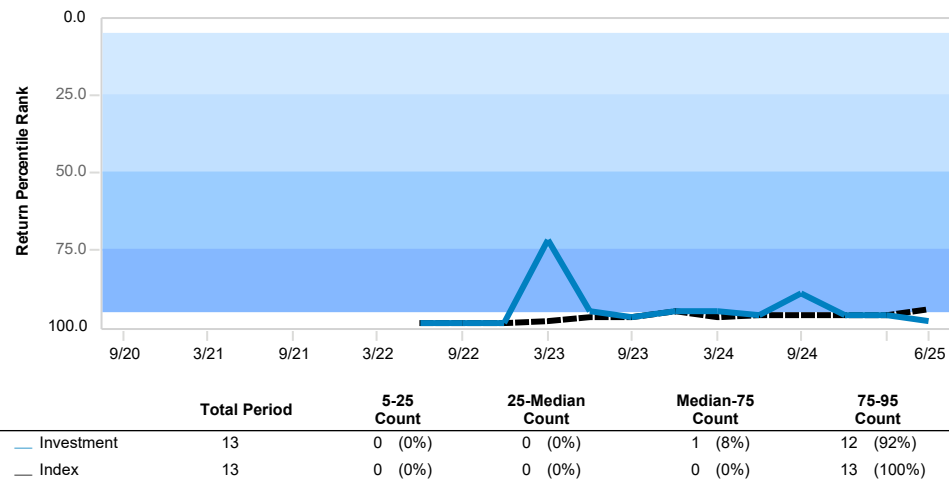 0.0
25.0
50.0
75.0
100.0
Return Percentile Rank
9/20 3/21 9/21 3/22 9/22 3/23 9/23 3/24 9/24 6/25
Total Period 5-25 Count 25-Median Count Median-75 Count 75-95 Count
Investment 13 0 (0%) 0 (0%) 1 (8%) 12 (92%)
Index 13 0 (0%) 0 (0%) 0 (0%) 13 (100%)